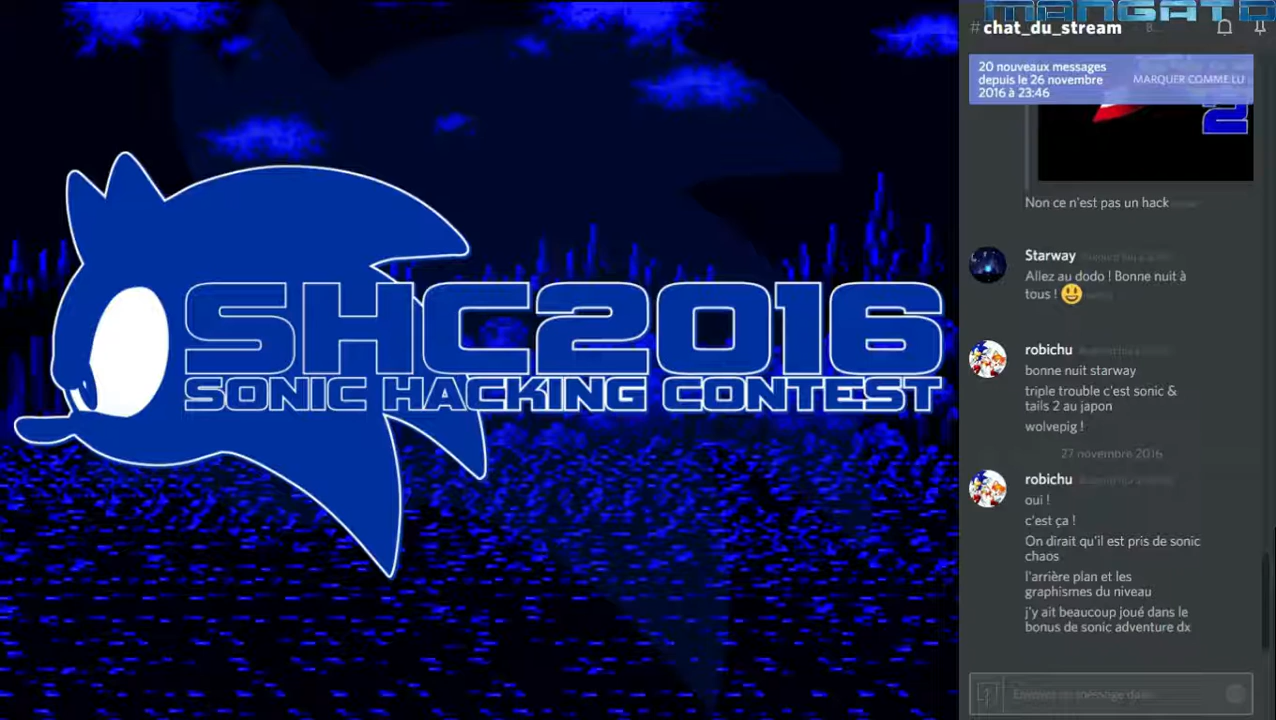 MANGATO
# chat_du_stream
20 nouveaux messages
depuis le 26 novembre
2016 à 23:46
MARQUER COMME LU
2
Non ce n'est pas un hack
Starway
Allez au dodo ! Bonne nuit à
tous !
robichu
bonne nuit starway
triple trouble c'est sonic &
tails 2 au japon
wolvepig !
27 novembre 2016
robichu
oui !
c'est ça !
On dirait qu'il est pris de sonic
chaos
l'arrière plan et les
graphismes du niveau
j'y ait beaucoup joué dans le
bonus de sonic adventure dx
SHC2016
SONIC HACKING CONTEST